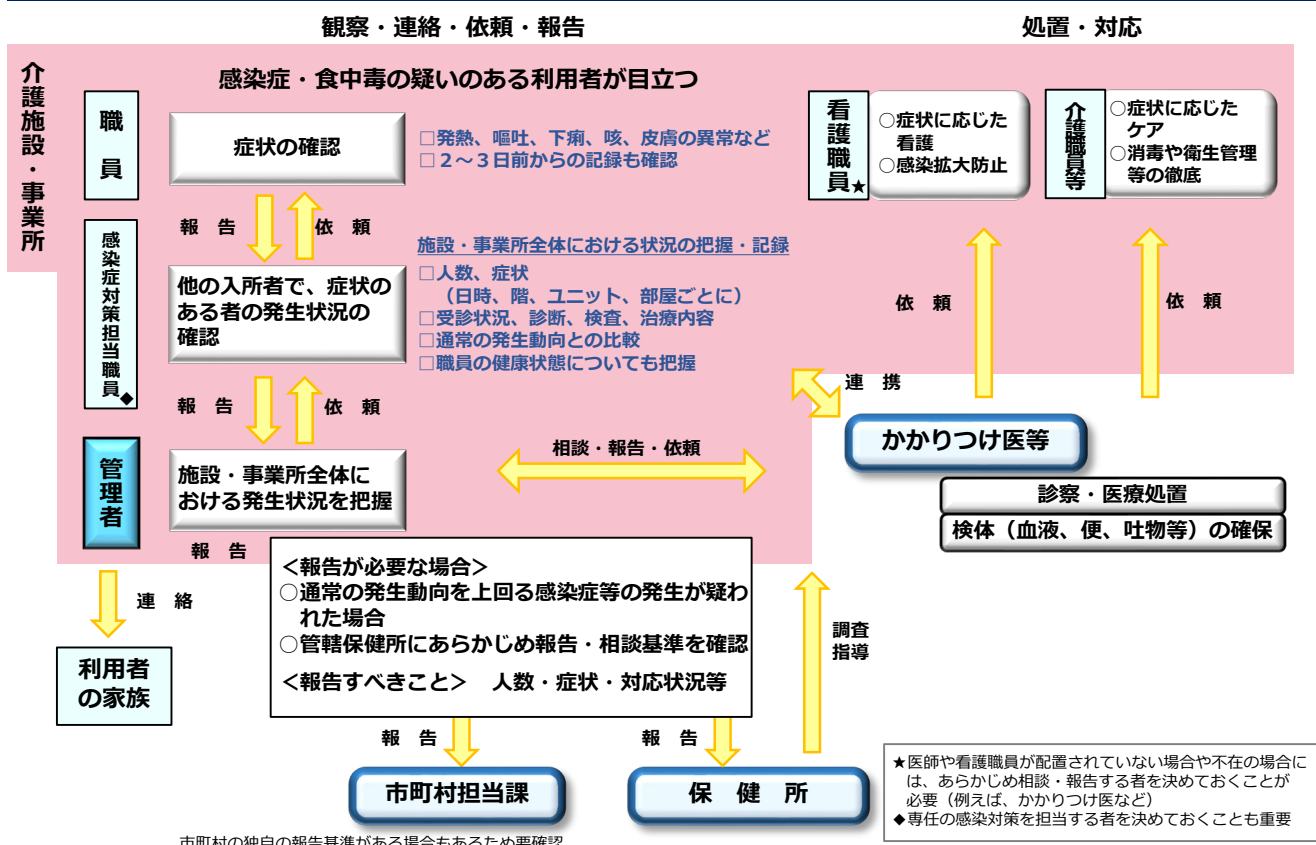 観察・連絡・依頼・報告
処置・対応
介護施設・事業所
感染症・食中毒の疑いのある利用者が目立つ
職員
症状の確認
□発熱、嘔吐、下痢、咳、皮膚の異常など
□２～３日前からの記録も確認
看護職員★
○症状に応じた
看護
○感染拡大防止
介護職員等
○症状に応じた
ケア
○消毒や衛生管理
等の徹底
報 告
依 頼
感染症対策担当職員◆
他の入所者で、症状の
ある者の発生状況の
確認
施設・事業所全体における状況の把握・記録
□人数、症状
（日時、階、ユニット、部屋ごとに）
□受診状況、診断、検査、治療内容
□通常の発生動向との比較
□職員の健康状態についても把握
依 頼
依 頼
報 告
依 頼
連 携
管理者
施設・事業所全体に
おける発生状況を把握
相談・報告・依頼
かかりつけ医等
診察・医療処置
検体（血液、便、吐物等）の確保
報 告
＜報告が必要な場合＞
○通常の発生動向を上回る感染症等の発生が疑わ
れた場合
○管轄保健所にあらかじめ報告・相談基準を確認
＜報告すべきこと＞ 人数・症状・対応状況等
連 絡
利用者
の家族
調査
指導
報 告
報 告
市町村担当課
保 健 所
★医師や看護職員が配置されていない場合や不在の場合に
は、あらかじめ相談・報告する者を決めておくことが
必要（例えば、かかりつけ医など）
◆専任の感染対策を担当する者を決めておくことも重要
市町村の独自の報告基準がある場合もあるため要確認